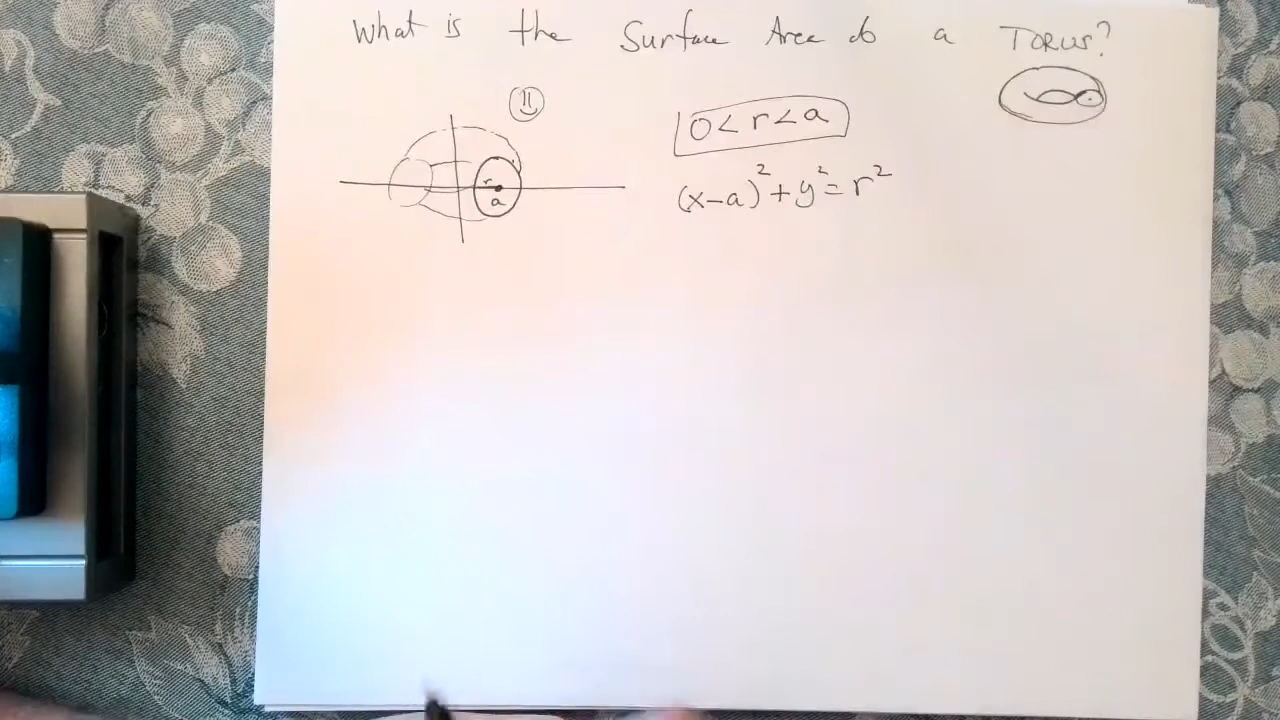 What is the Surface Area of a TORUS?
0<r<a
(x-a)²+y²=r²
r
a